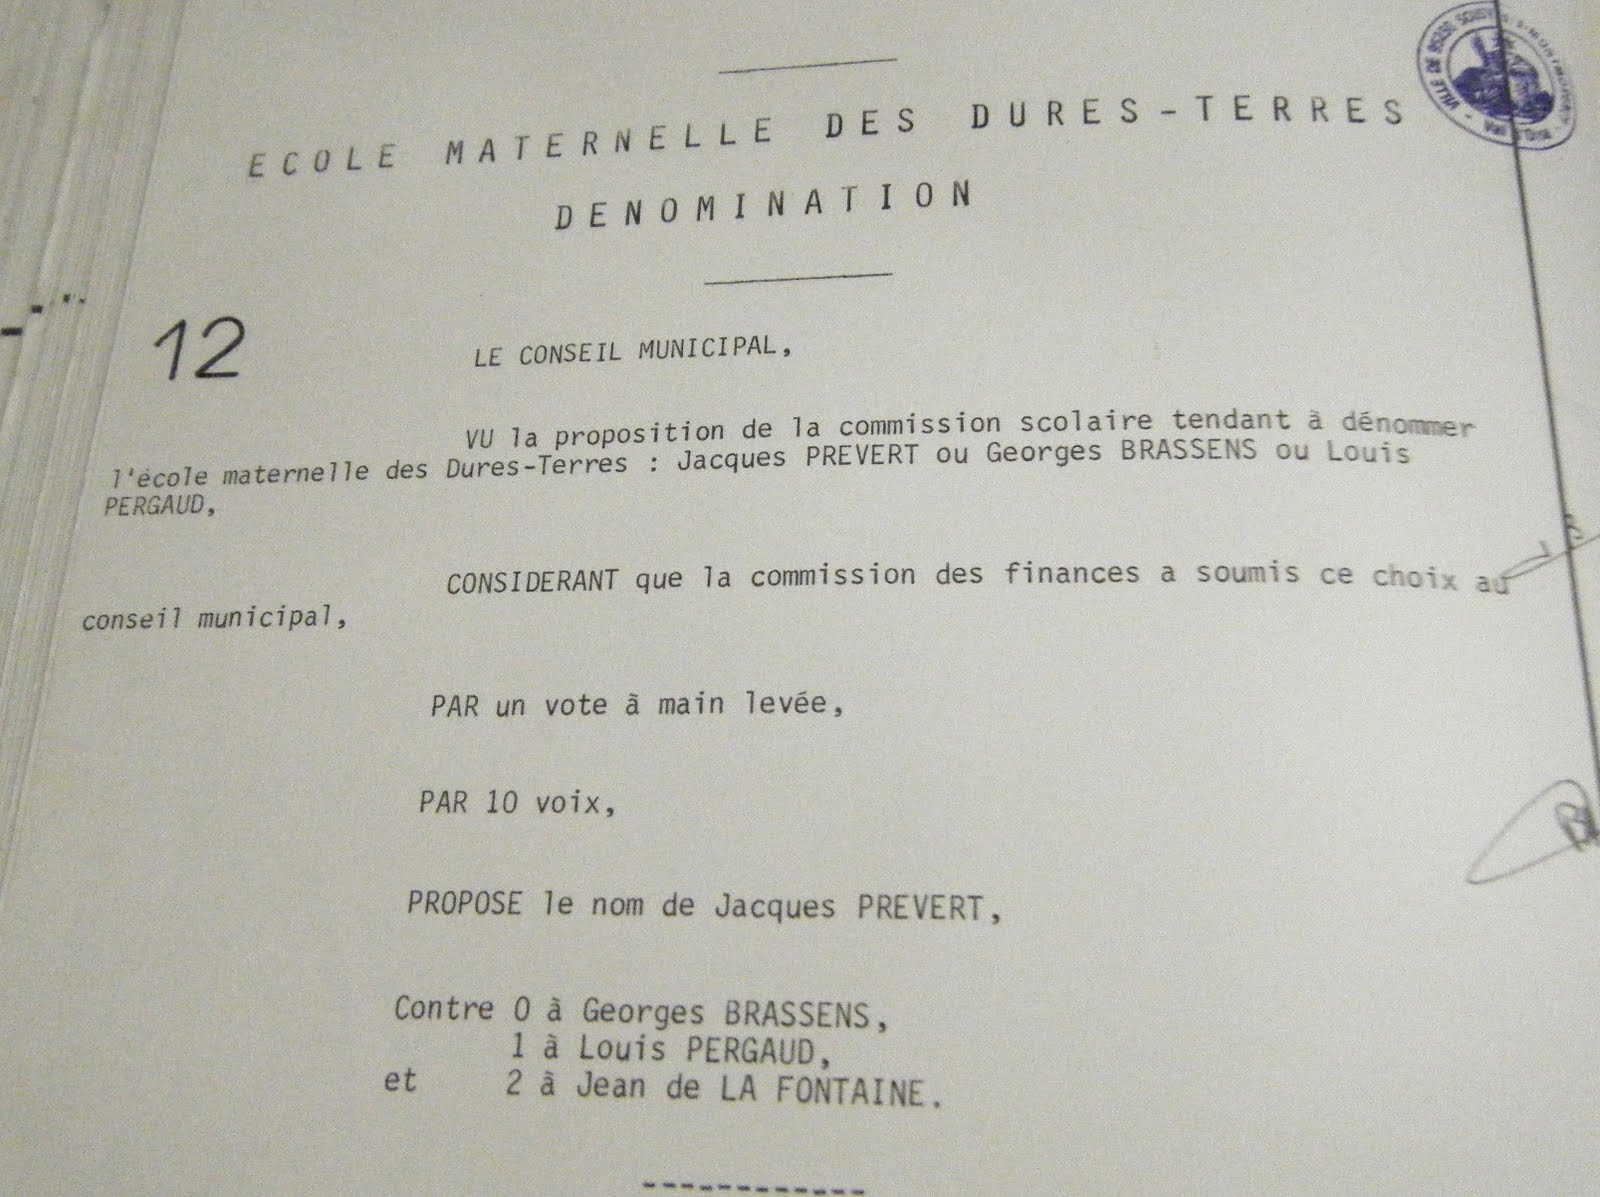 VILLE DE
ECOLE MATERNELLE DES DURES-TERRES
DENOMINATION
12
LE CONSEIL MUNICIPAL,
VU la proposition de la commission scolaire tendant à dénommer
l'école maternelle des Dures-Terres : Jacques PREVERT ou Georges BRASSENS ou Louis
PERGAUD,
CONSIDERANT que la commission des finances a soumis ce choix au
conseil municipal,
PAR un vote à main levée,
PAR 10 voix,
PROPOSE le nom de Jacques PREVERT,
Contre 0 à Georges BRASSENS,
1 à Louis PERGAUD,
et 2 à Jean de LA FONTAINE.